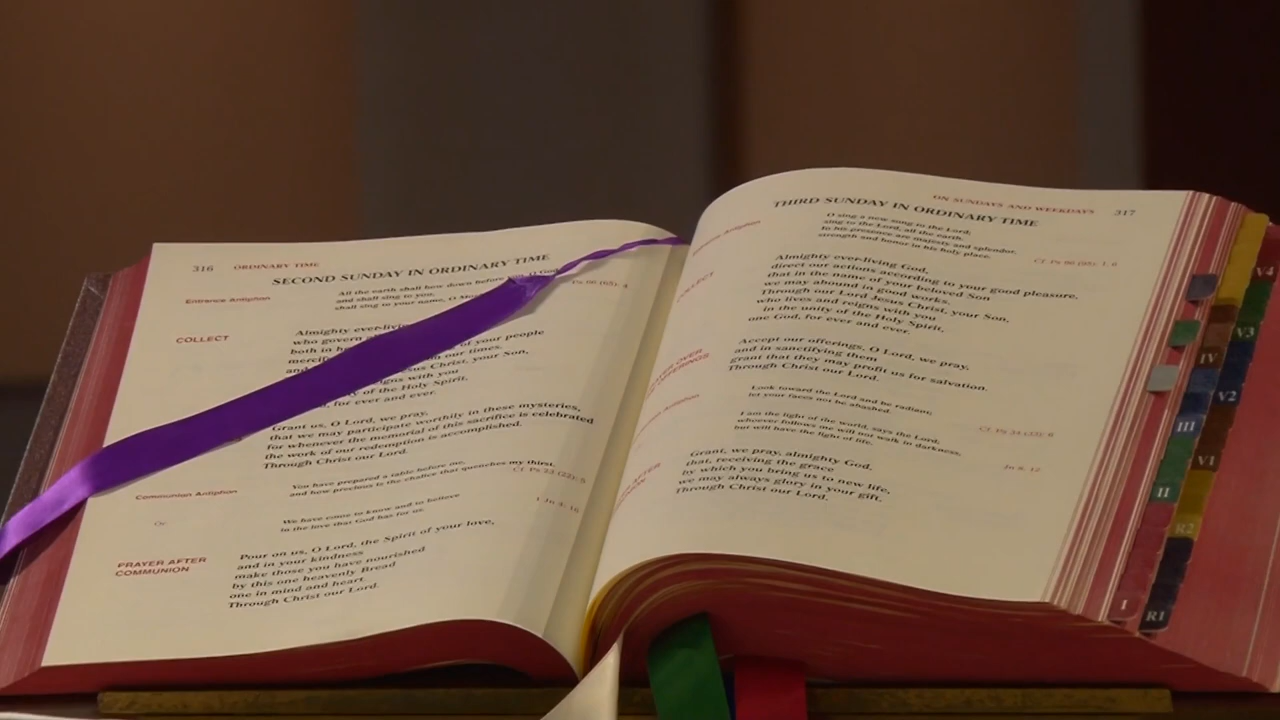 316 ORDINARY TIME
SECOND SUNDAY IN ORDINARY TIME
Entrance Antiphon
All the earth shall bow down before you, O God,
and shall sing to you,
shall sing to your name, O Most
Ps 66 (65): 4
COLLECT
Almighty ever-living
who govern
both in of your people
on our times.
Jesus Christ, your Son,
reigns with you
of the Holy Spirit,
for ever and ever.
Grant us, O Lord, we pray,
that we may participate worthily in these mysteries,
for whenever the memorial of this sacrifice is celebrated
the work of our redemption is accomplished.
Through Christ our Lord.
Communion Antiphon
You have prepared a table before me,
and how precious is the chalice that quenches my thirst.
Cf. Ps 23 (22): 5
Or
We have come to know and to believe
in the love that God has for us.
1 Jn 4: 16
PRAYER AFTER
COMMUNION
Pour on us, O Lord, the Spirit of your love,
and in your kindness
make those you have nourished
by this one heavenly Bread
one in mind and heart.
Through Christ our Lord.
ON SUNDAYS AND WEEKDAYS 317
THIRD SUNDAY IN ORDINARY TIME
Antiphon
O sing a new song to the Lord;
sing to the Lord, all the earth.
In his presence are majesty and splendor,
strength and honor in his holy place.
Cf. Ps 96 (95): 1, 6
COLLECT
Almighty ever-living God,
direct our actions according to your good pleasure,
that in the name of your beloved Son
we may abound in good works.
Through our Lord Jesus Christ, your Son,
who lives and reigns with you
in the unity of the Holy Spirit,
one God, for ever and ever.
OVER
OFFERINGS
Accept our offerings, O Lord, we pray,
and in sanctifying them
grant that they may profit us for salvation.
Through Christ our Lord.
Antiphon
Look toward the Lord and be radiant;
let your faces not be abashed.
Cf. Ps 34 (33): 6
I am the light of the world, says the Lord;
whoever follows me will not walk in darkness,
but will have the light of life.
Jn 8: 12
Grant, we pray, almighty God,
that, receiving the grace
by which you bring us to new life,
we may always glory in your gift.
Through Christ our Lord.
V4
V3
IV
V2
III
V1
II
R2
I
R1